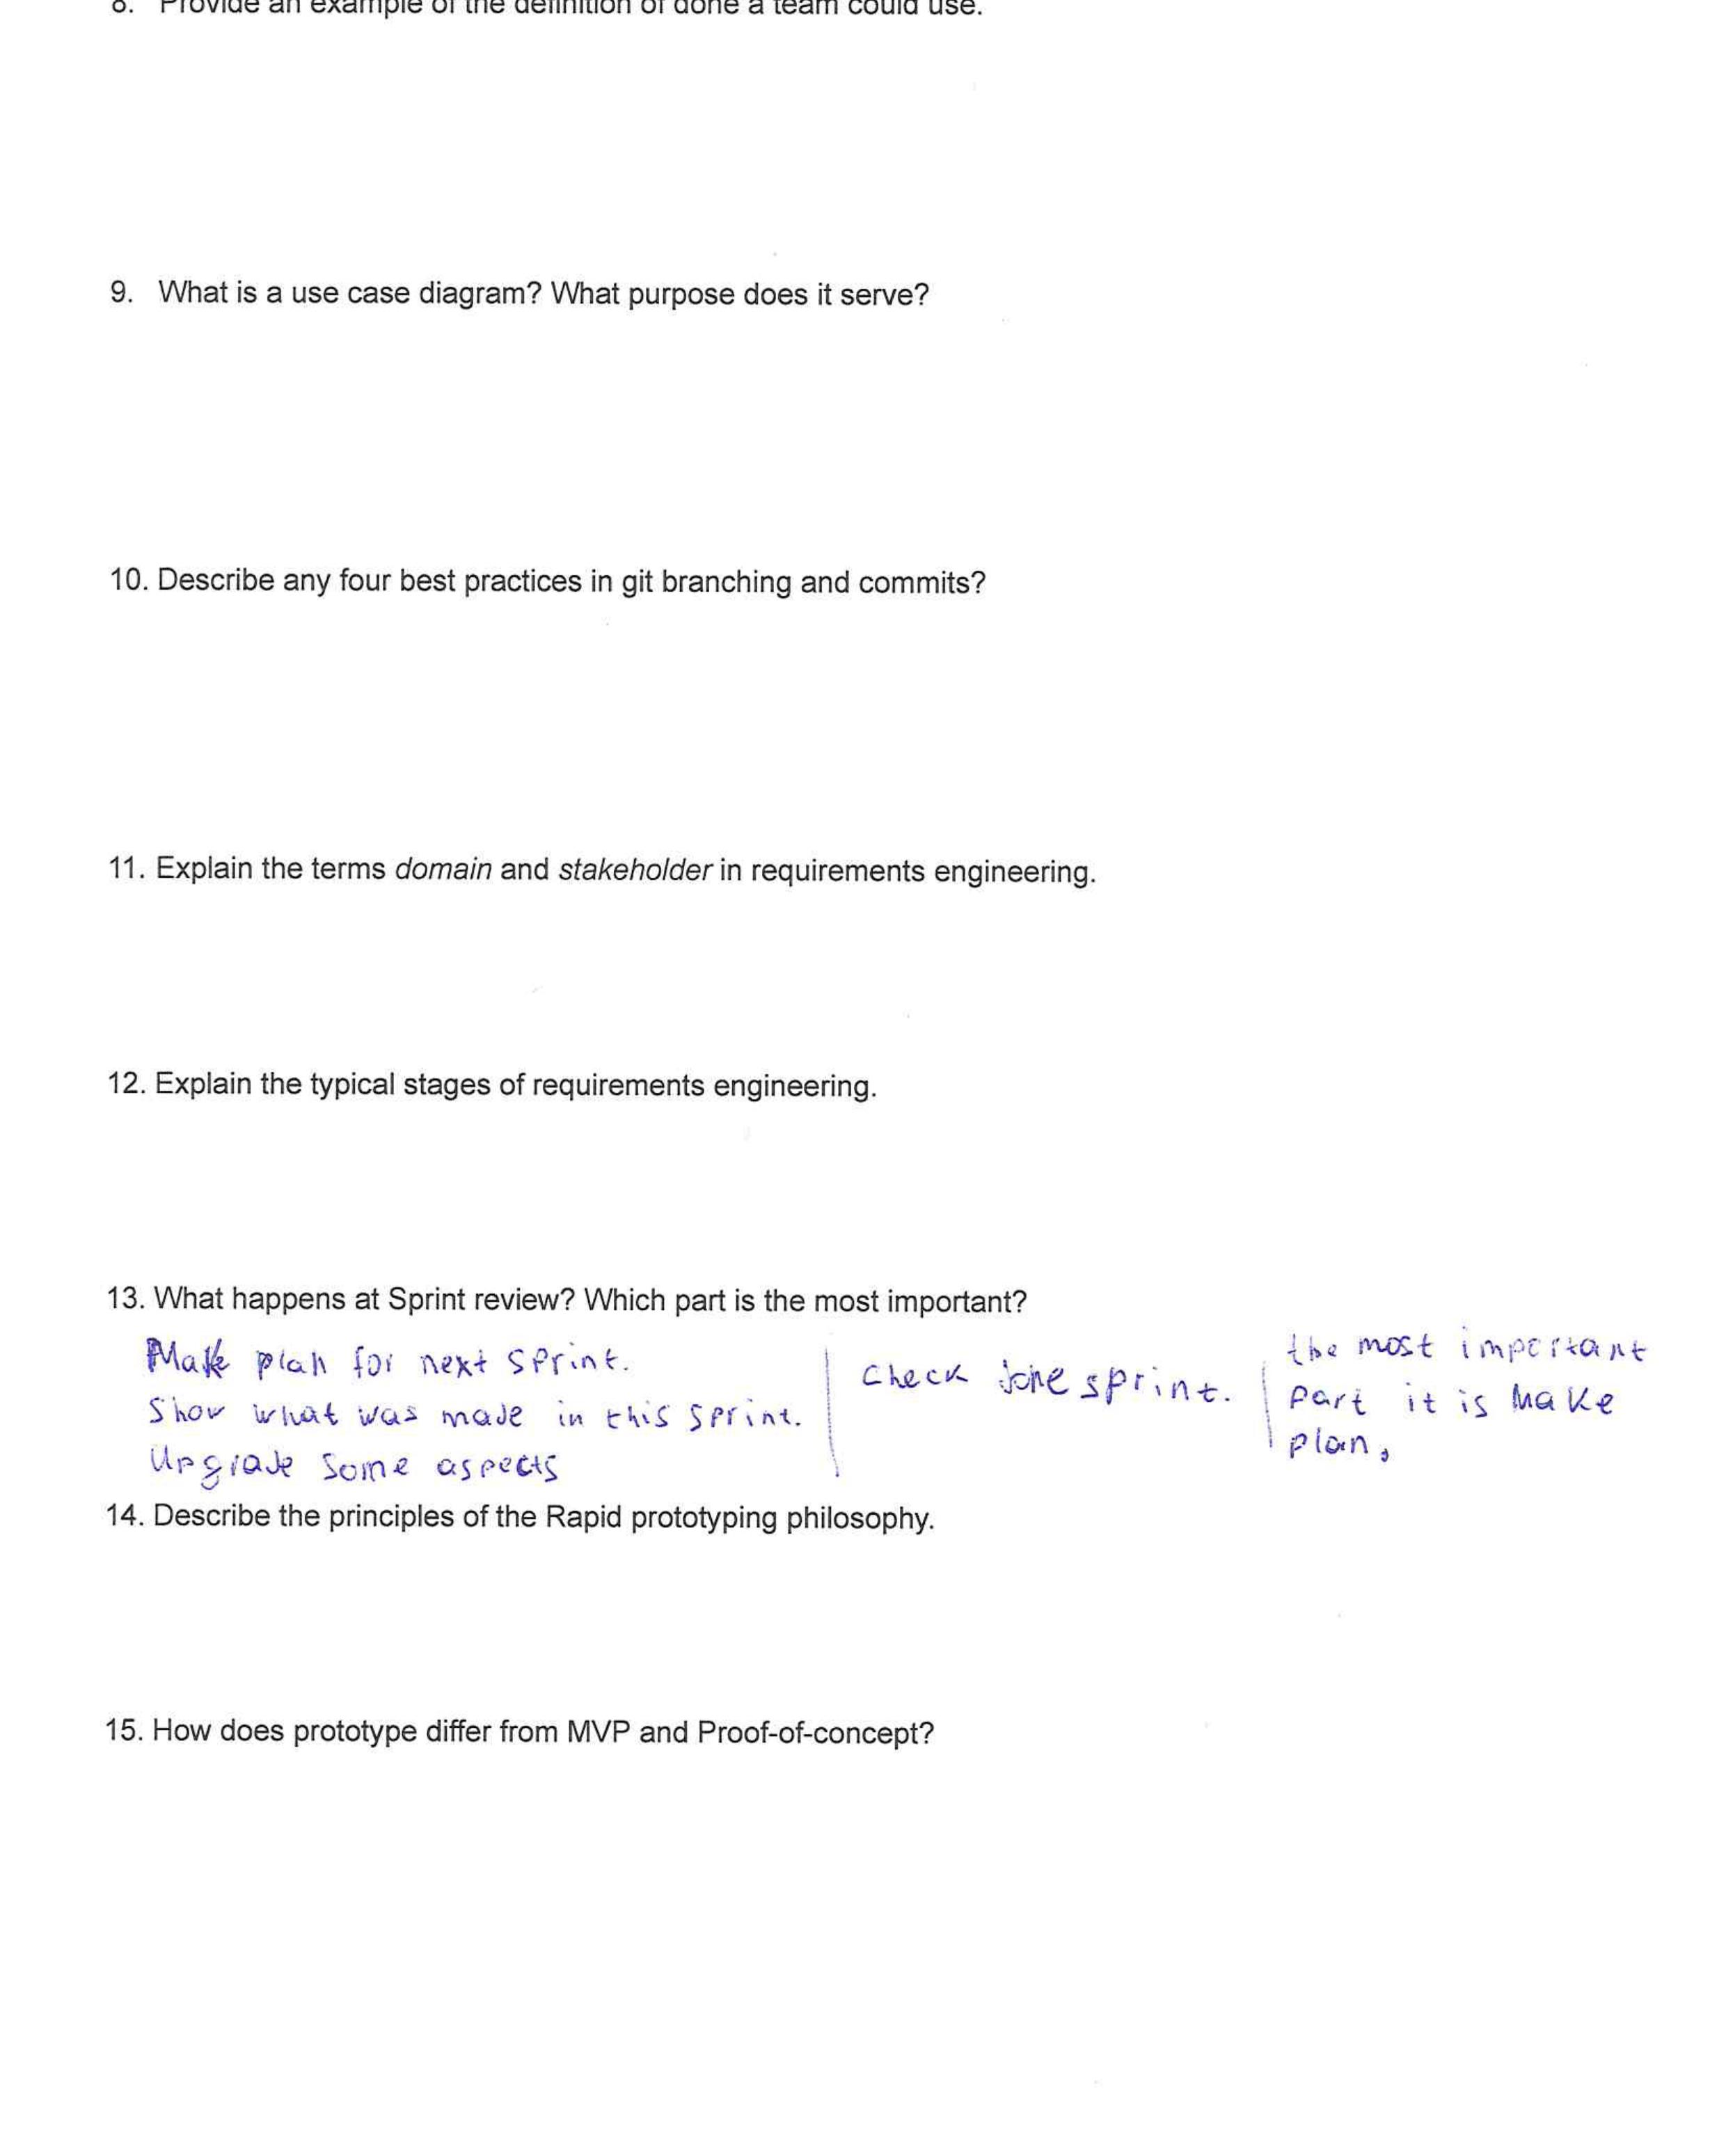 8. Provide an example of the definition of done a team could use.
9. What is a use case diagram? What purpose does it serve?
10. Describe any four best practices in git branching and commits?
11. Explain the terms domain and stakeholder in requirements engineering.
12. Explain the typical stages of requirements engineering.
13. What happens at Sprint review? Which part is the most important?
Make plan for next sprint.
Show what was made in this sprint.
Upgrade some aspects
Check done sprint.
the most important
part it is make
plan,
14. Describe the principles of the Rapid prototyping philosophy.
15. How does prototype differ from MVP and Proof-of-concept?